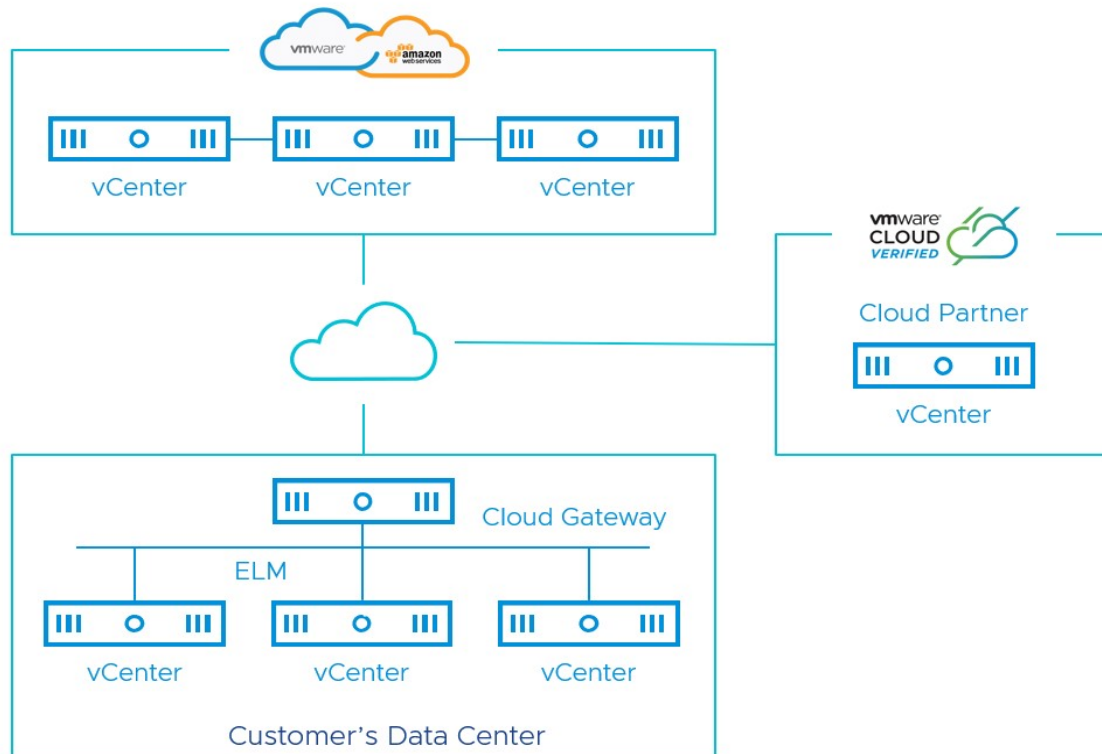 vmware®
amazon
web services
vCenter
vCenter
vCenter
vmware®
CLOUD
VERIFIED
Cloud Partner
vCenter
Cloud Gateway
ELM
vCenter
vCenter
vCenter
Customer’s Data Center